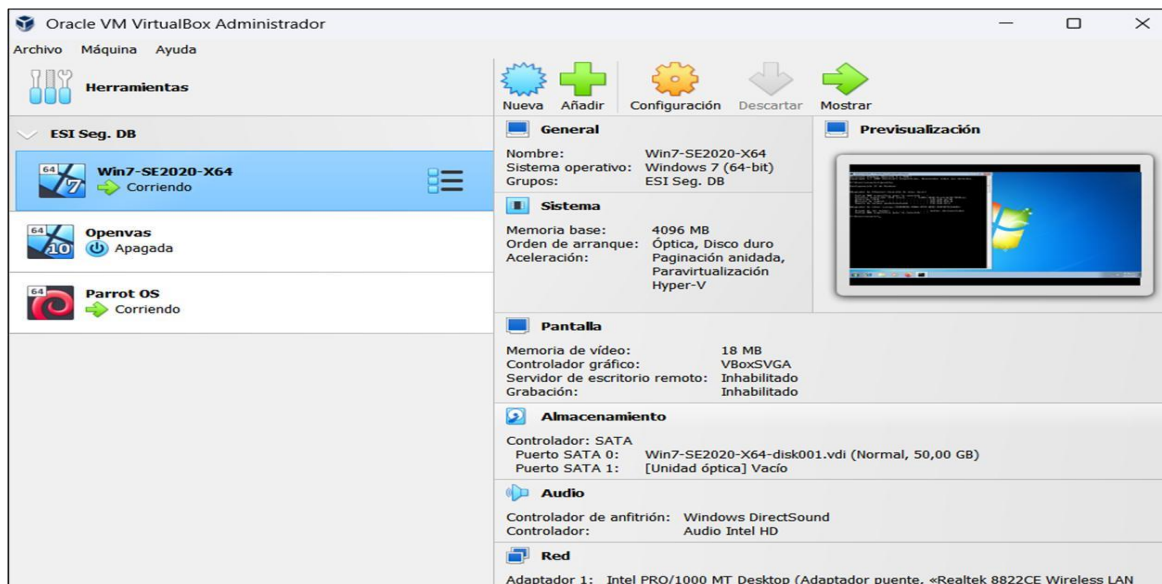 Oracle VM VirtualBox Administrador
Archivo Máquina Ayuda
Herramientas
Nueva Añadir Configuración Descartar Mostrar
ESI Seg. DB
64
7
Win7-SE2020-X64
Corriendo
64
10
Openvas
Apagada
64
Parrot OS
Corriendo
General
Nombre: Win7-SE2020-X64
Sistema operativo: Windows 7 (64-bit)
Grupos: ESI Seg. DB
Sistema
Memoria base: 4096 MB
Orden de arranque: Óptica, Disco duro
Aceleración: Paginación anidada,
Paravirtualización
Hyper-V
Previsualización
Pantalla
Memoria de vídeo: 18 MB
Controlador gráfico: VBoxSVGA
Servidor de escritorio remoto: Inhabilitado
Grabación: Inhabilitado
Almacenamiento
Controlador: SATA
Puerto SATA 0: Win7-SE2020-X64-disk001.vdi (Normal, 50,00 GB)
Puerto SATA 1: [Unidad óptica] Vacío
Audio
Controlador de anfitrión: Windows DirectSound
Controlador: Audio Intel HD
Red
Adaptador 1: Intel PRO/1000 MT Desktop (Adaptador puente, «Realtek 8822CE Wireless LAN